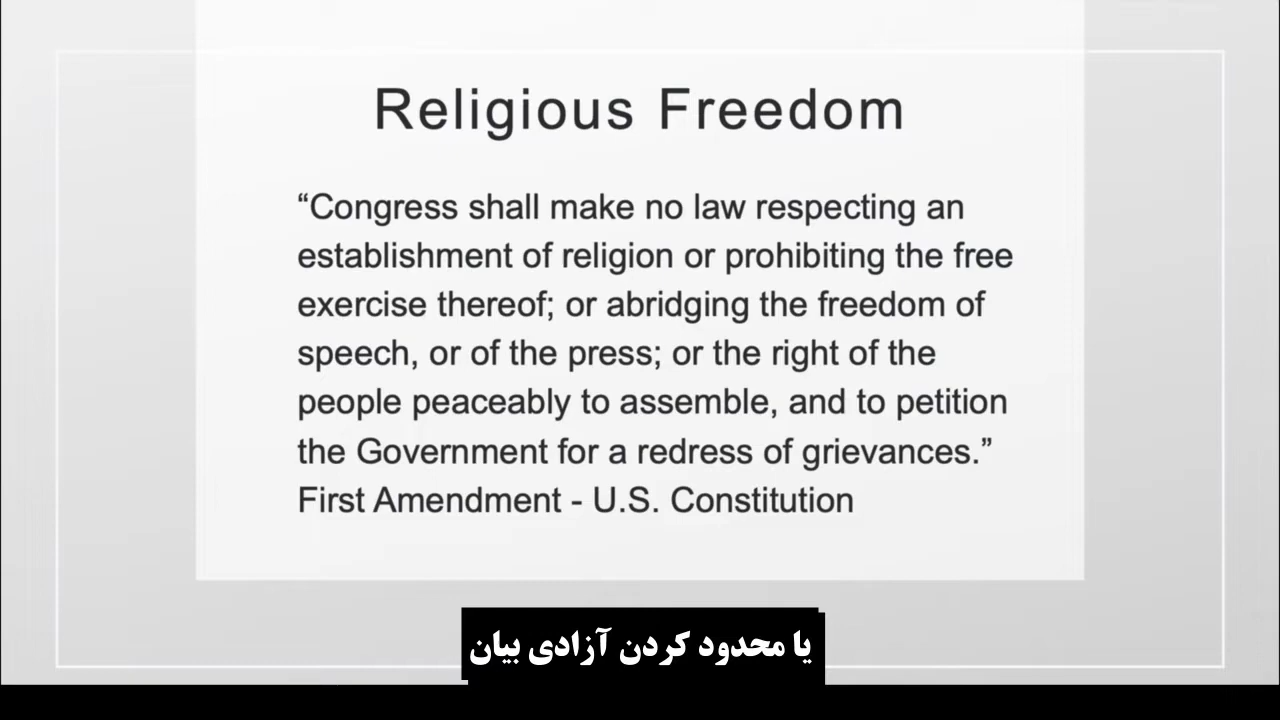 Religious Freedom
“Congress shall make no law respecting an
establishment of religion or prohibiting the free
exercise thereof; or abridging the freedom of
speech, or of the press; or the right of the
people peaceably to assemble, and to petition
the Government for a redress of grievances.”
First Amendment - U.S. Constitution
یا محدود کردن آزادی بیان